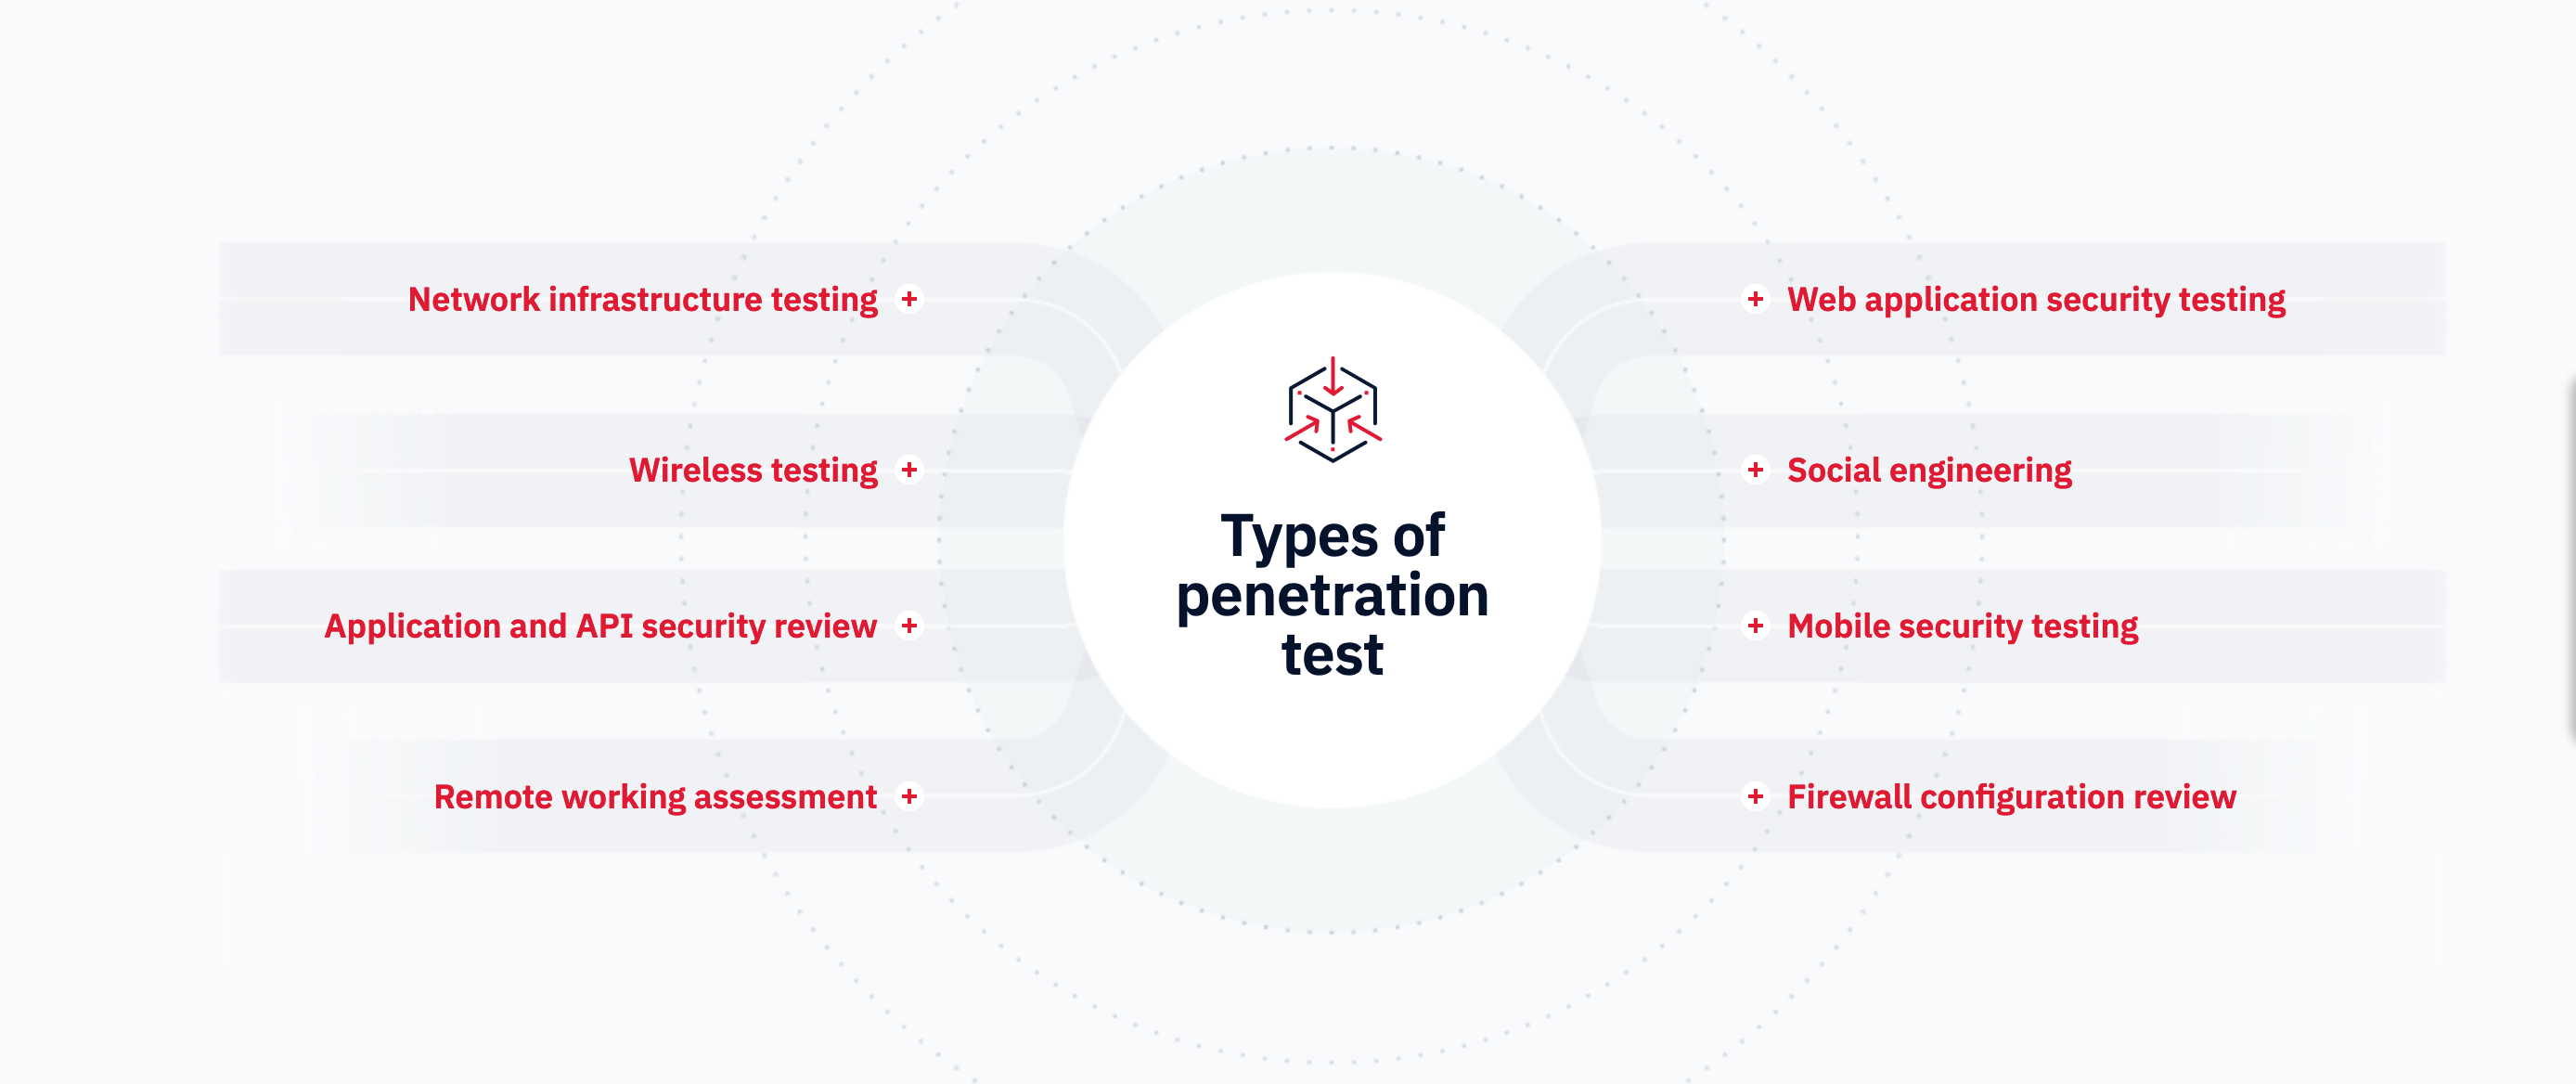 Network infrastructure testing
Wireless testing
Application and API security review
Remote working assessment
Types of
penetration
test
Web application security testing
Social engineering
Mobile security testing
Firewall configuration review